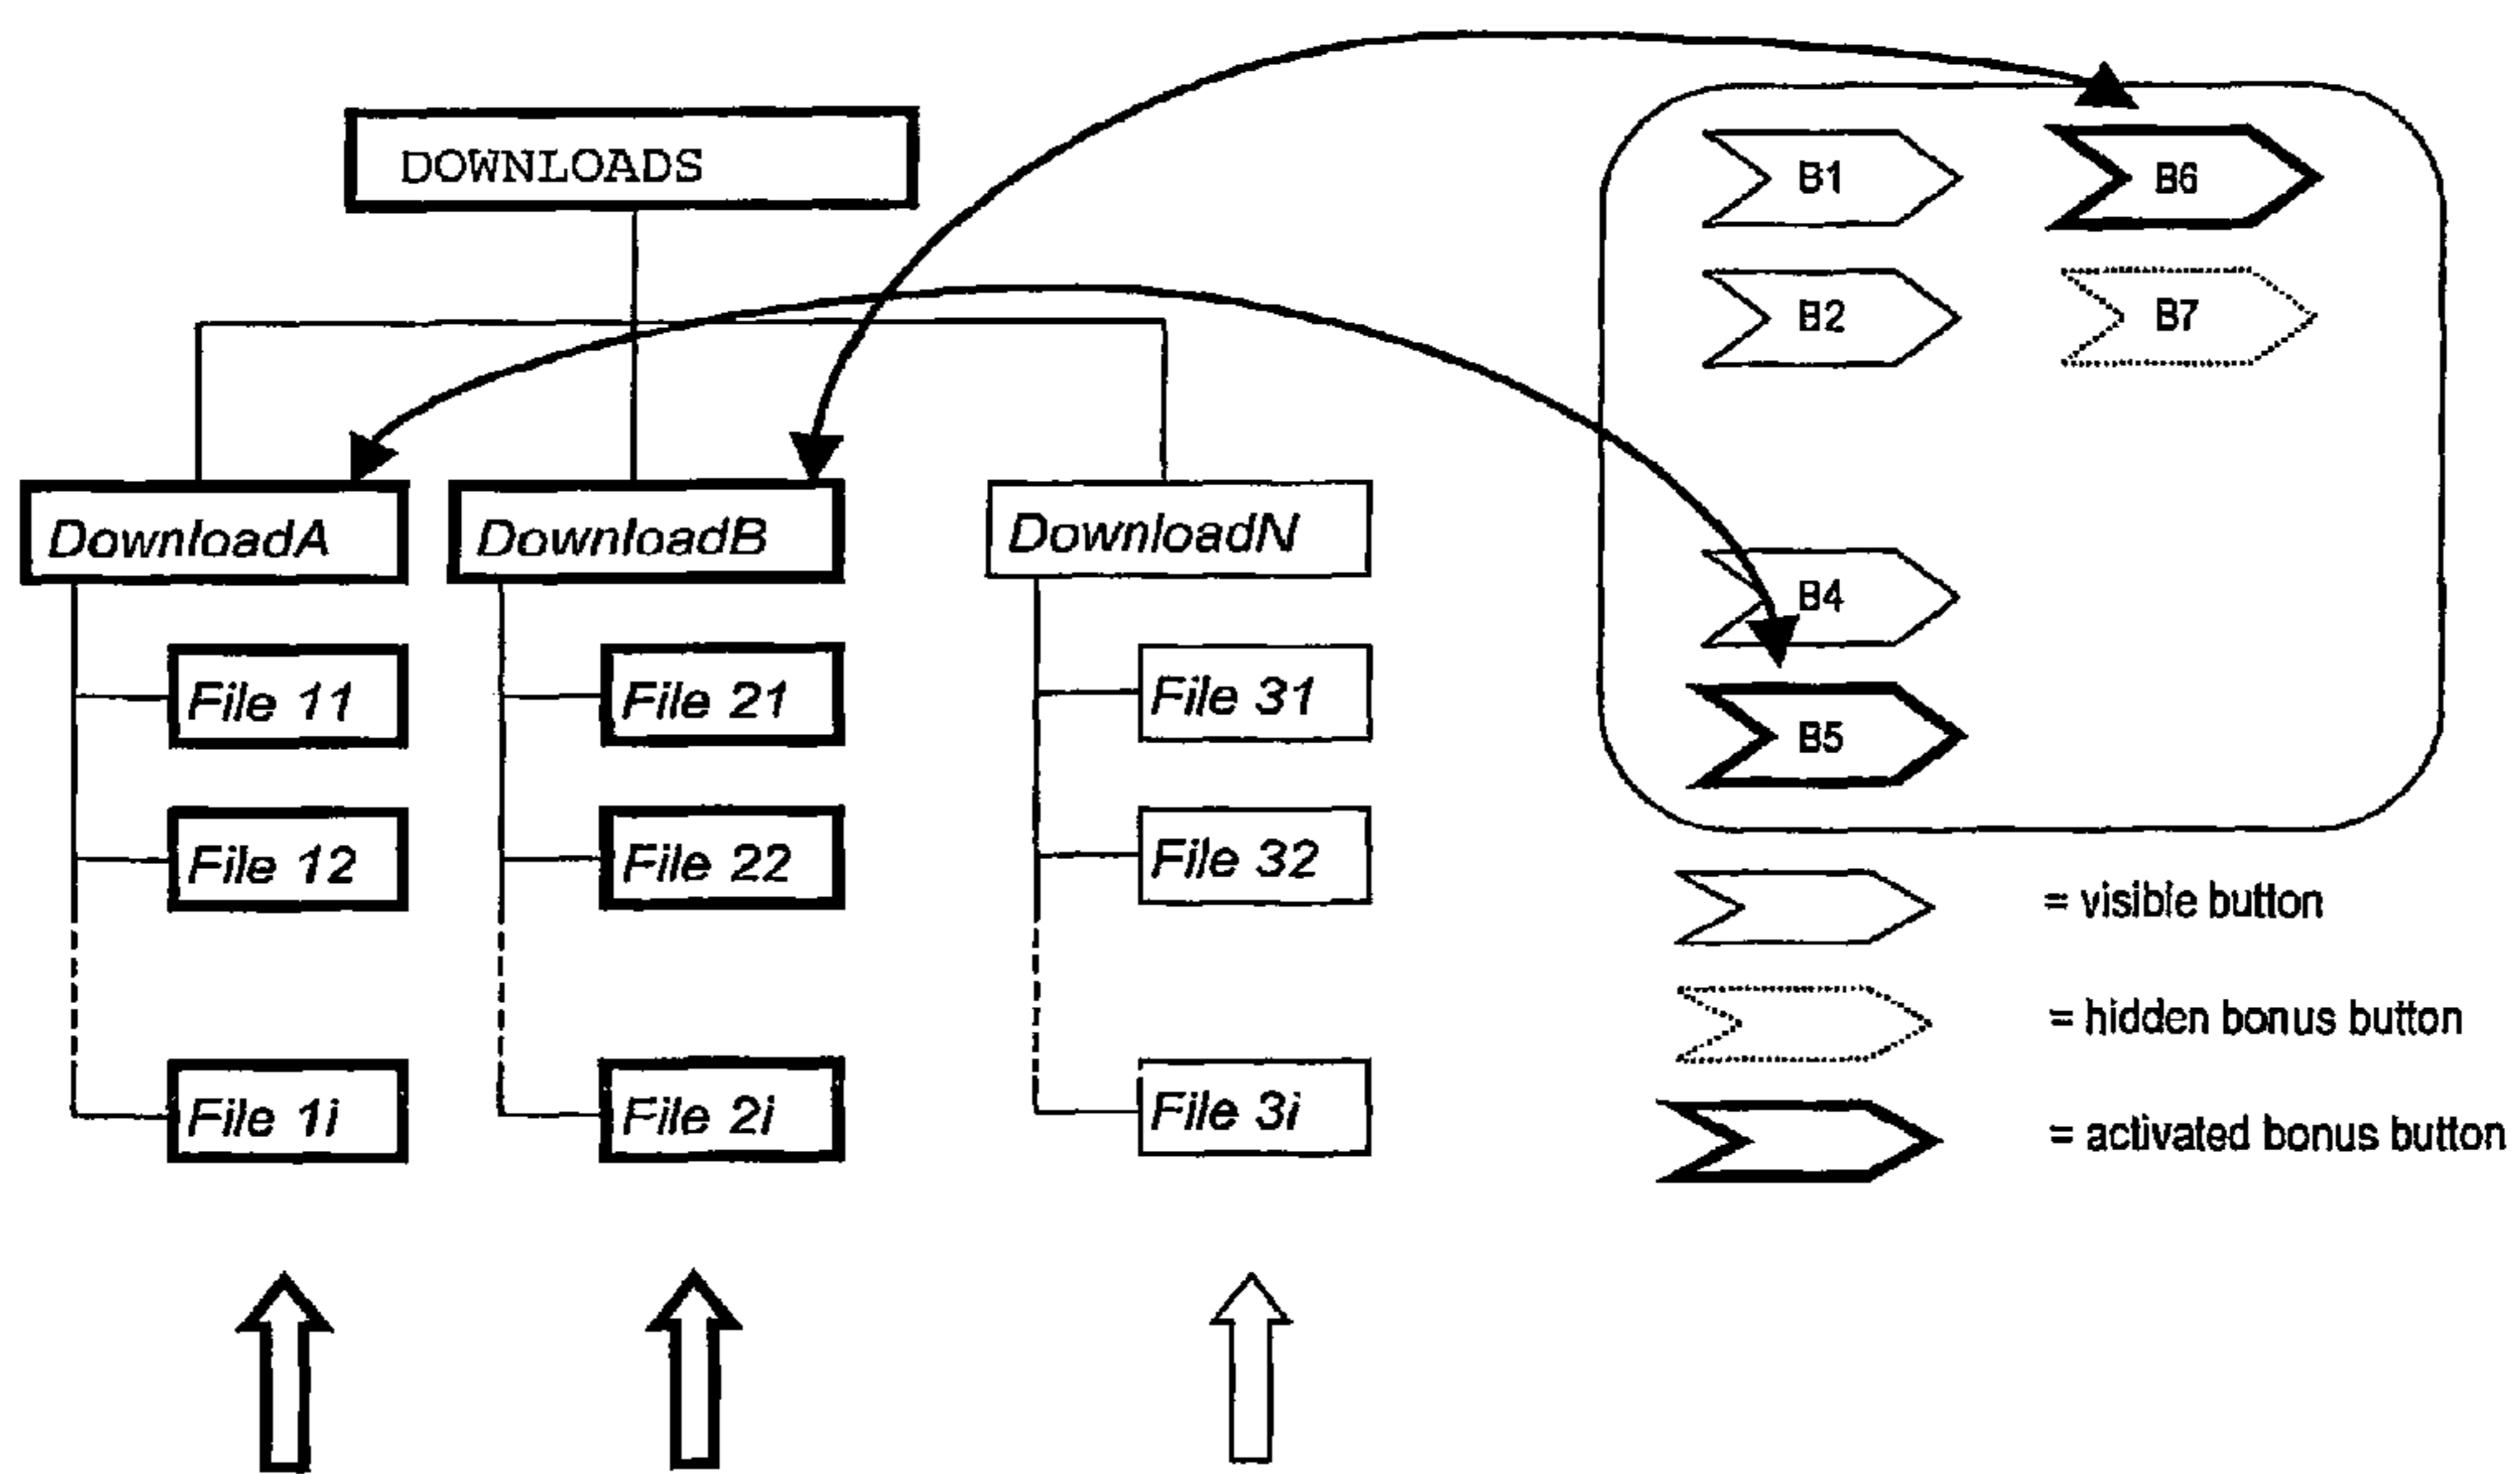 DOWNLOADS
DownloadA
File 11
File 12
File 1i
DownloadB
File 21
File 22
File 2i
DownloadN
File 31
File 32
File 3i
B1
B2
B4
B5
B6
B7
= visible button
= hidden bonus button
= activated bonus button